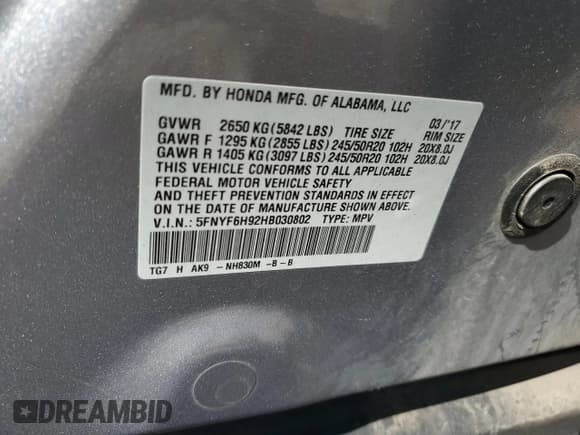 MFD. BY HONDA MFG. OF ALABAMA, LLC
03/'17
GVWR 2650 KG(5842 LBS) TIRE SIZE RIM SIZE
GAWR F 1295 KG(2855 LBS)245/50R20 102H 20X8.0J
GAWR R 1405 KG(3097 LBS)245/50R20 102H 20X8.0J
THIS VEHICLE CONFORMS TO ALL APPLICABLE
FEDERAL MOTOR VEHICLE SAFETY
AND THEFT PREVENTION STANDARDS IN EFFECT
ON THE DATE OF MANUFACTURE SHOWN ABOVE.
V.I.N.: 5FNYF6H92HB030802 TYPE: MPV
TG7 H AK9 -NH830M -B-B
DREAMBID